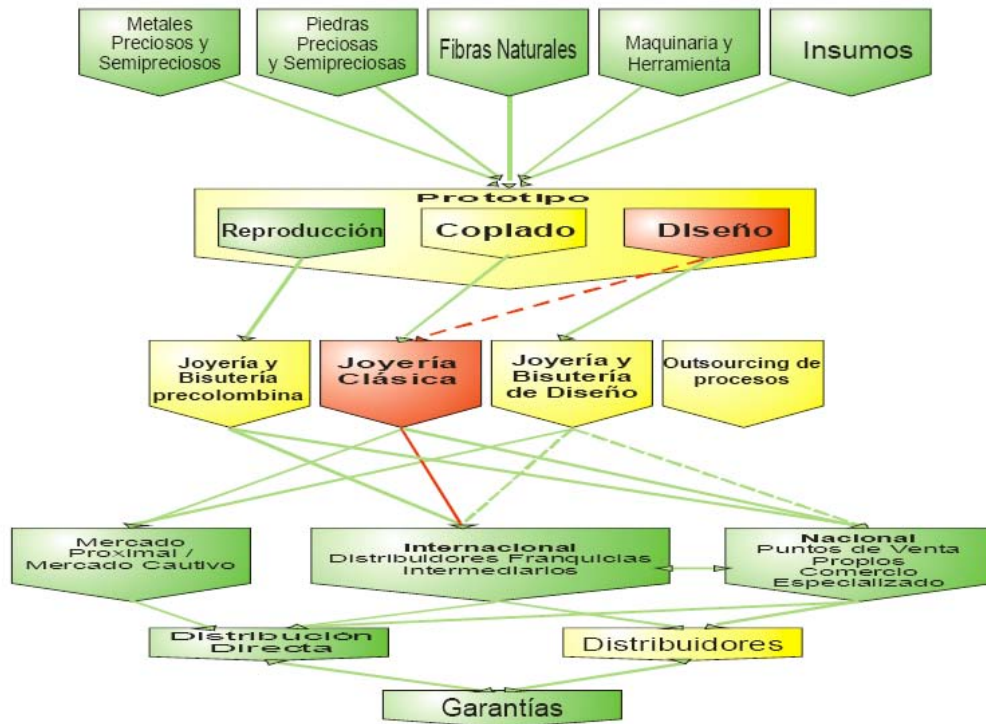 Metales
Preciosos y
Semipreciosos
Piedras
Preciosas
y Semipreciosas
Fibras Naturales
Maquinaria y
Herramienta
Insumos
Prototipo
Reproducción
Coplado
Diseño
Joyería y
Bisutería
precolombina
Joyería
Clásica
Joyería y
Bisutería
de Diseño
Outsourcing de
procesos
Mercado
Proximal /
Mercado Cautivo
Internacional
Distribuidores Franquicias
Intermediarios
Nacional
Puntos de Venta
Propios
Comercio
Especializado
Distribución
Directa
Distribuidores
Garantías